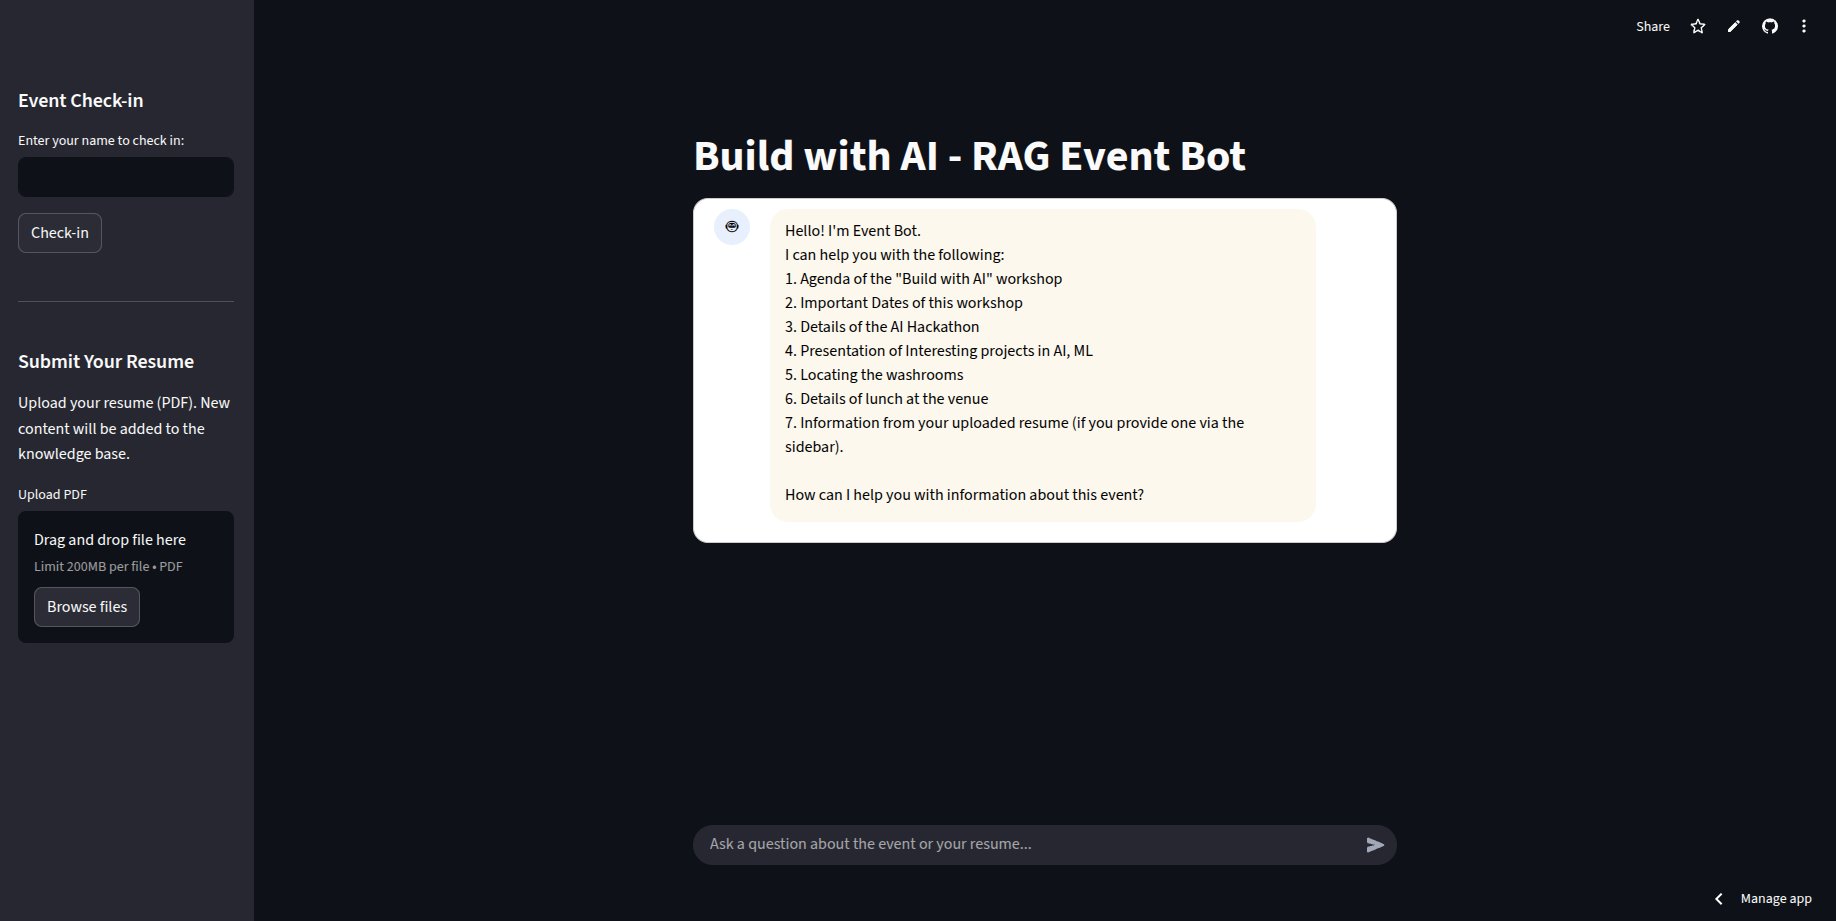 Share
Event Check-in
Enter your name to check in:
Check-in
Submit Your Resume
Upload your resume (PDF). New
content will be added to the
knowledge base.
Upload PDF
Drag and drop file here
Limit 200MB per file • PDF
Browse files
Build with AI - RAG Event Bot
Hello! I'm Event Bot.
I can help you with the following:
1. Agenda of the "Build with AI" workshop
2. Important Dates of this workshop
3. Details of the AI Hackathon
4. Presentation of Interesting projects in AI, ML
5. Locating the washrooms
6. Details of lunch at the venue
7. Information from your uploaded resume (if you provide one via the
sidebar).
How can I help you with information about this event?
Ask a question about the event or your resume...
Manage app